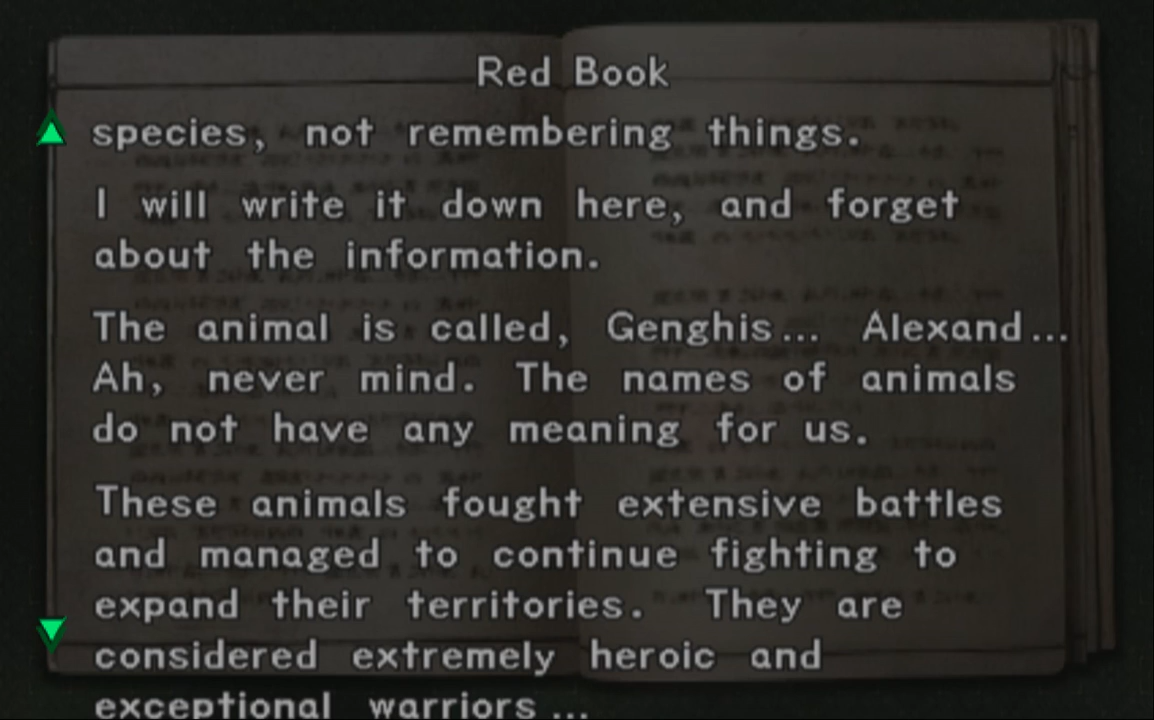 Red Book
species, not remembering things.
I will write it down here, and forget
about the information.
The animal is called, Genghis... Alexand...
Ah, never mind. The names of animals
do not have any meaning for us.
These animals fought extensive battles
and managed to continue fighting to
expand their territories. They are
considered extremely heroic and
exceptional warriors...